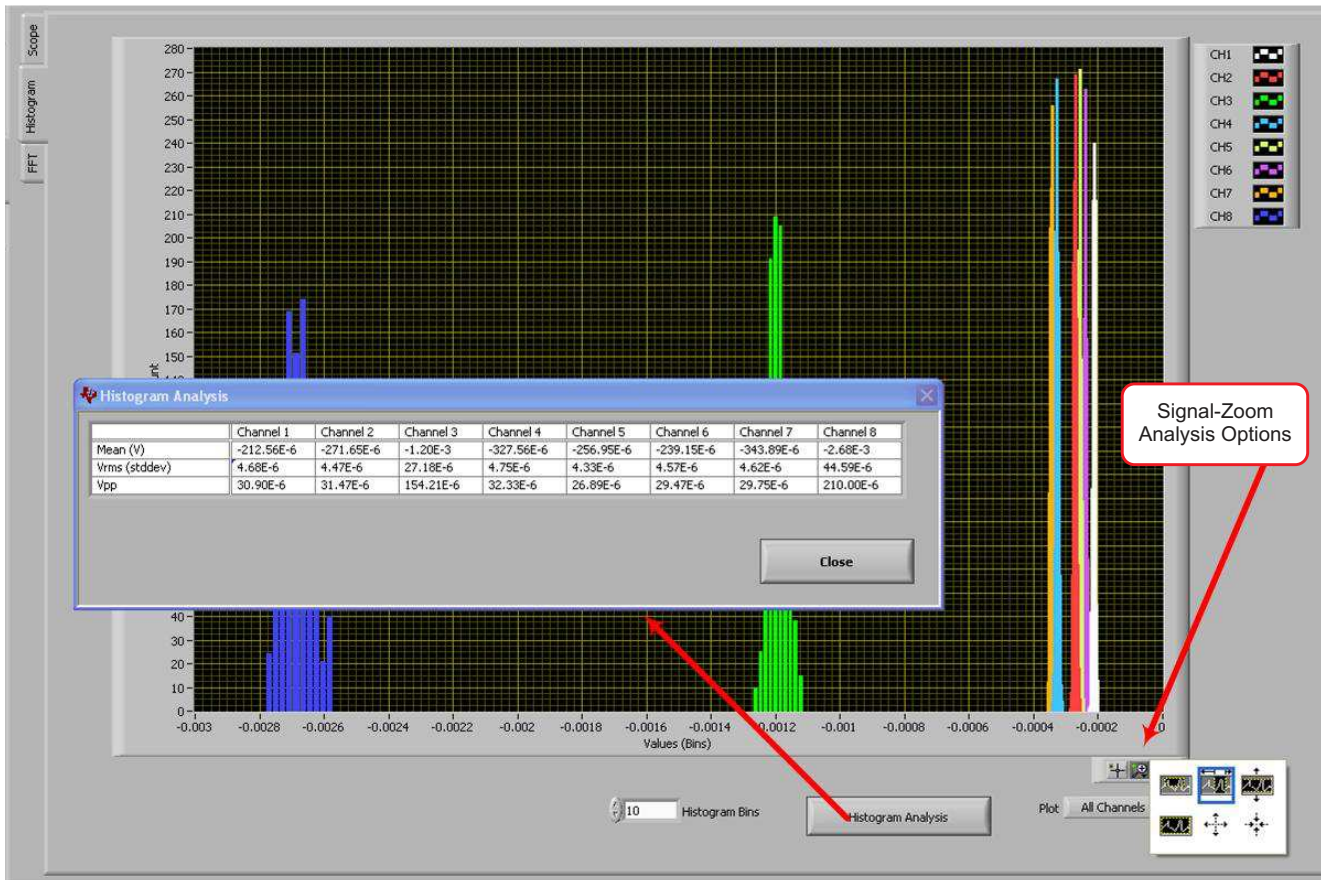 Scope
Histogram
FFT
280
270
260
250
240
230
220
210
200
190
180
170
160
150
40
30
20
10
0
-0.003 -0.0028 -0.0026 -0.0024 -0.0022 -0.002 -0.0018 -0.0016 -0.0014 -0.0012 -0.001 -0.0008 -0.0006 -0.0004 -0.0002 0
Values (Bins)
CH1
CH2
CH3
CH4
CH5
CH6
CH7
CH8
Histogram Analysis
Channel 1 Channel 2 Channel 3 Channel 4 Channel 5 Channel 6 Channel 7 Channel 8
Mean (V) -212.56E-6 -271.65E-6 -1.20E-3 -327.56E-6 -256.95E-6 -239.15E-6 -343.89E-6 -2.68E-3
Vrms (stddev) 4.68E-6 4.47E-6 27.18E-6 4.75E-6 4.33E-6 4.57E-6 4.62E-6 44.59E-6
Vpp 30.90E-6 31.47E-6 154.21E-6 32.33E-6 26.89E-6 29.47E-6 29.75E-6 210.00E-6
Close
Signal-Zoom
Analysis Options
10 Histogram Bins
Histogram Analysis
Plot All Channels